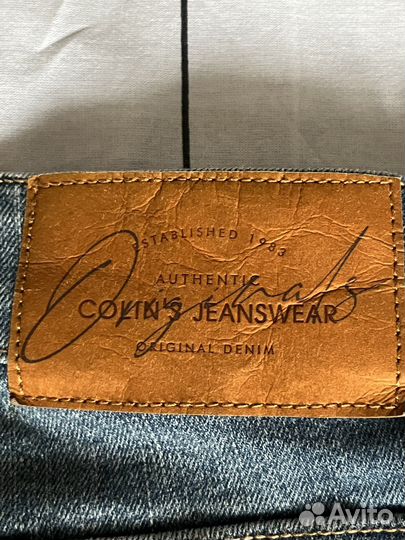 ESTABLISHED 1983
Originals
AUTHENTIC
COLIN'S JEANSWEAR
ORIGINAL DENIM
Avito